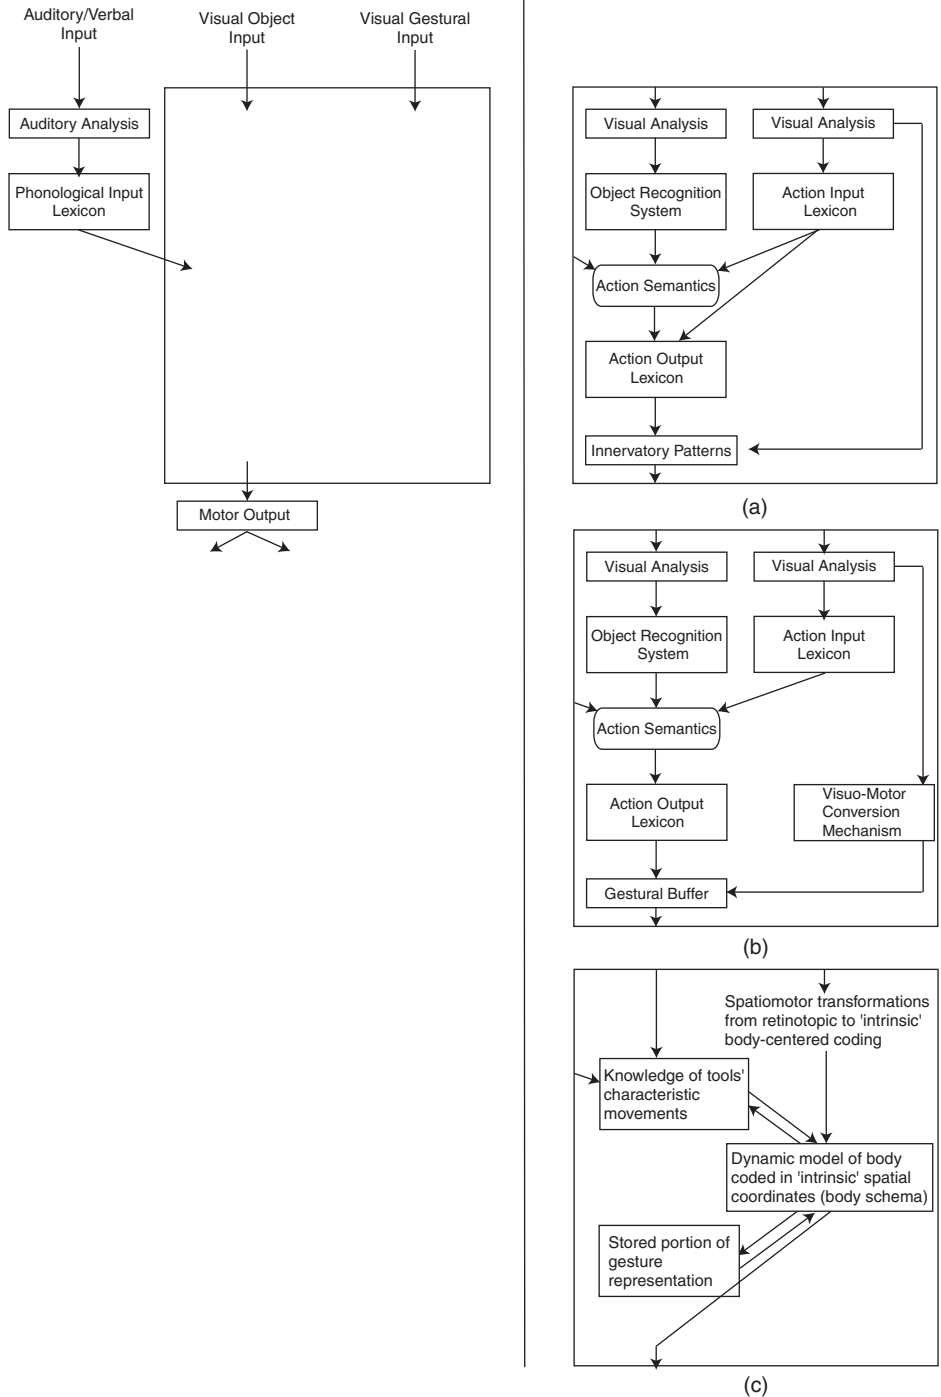 Auditory/Verbal
Input
Visual Object
Input
Visual Gestural
Input
Auditory Analysis
Phonological Input
Lexicon
Motor Output
Visual Analysis
Visual Analysis
Object Recognition
System
Action Input
Lexicon
Action Semantics
Action Output
Lexicon
Innervatory Patterns
(a)
Visual Analysis
Visual Analysis
Object Recognition
System
Action Input
Lexicon
Action Semantics
Action Output
Lexicon
Visuo-Motor
Conversion
Mechanism
Gestural Buffer
(b)
Spatiomotor transformations
from retinotopic to 'intrinsic'
body-centered coding
Knowledge of tools'
characteristic
movements
Dynamic model of body
coded in 'intrinsic' spatial
coordinates (body schema)
Stored portion of
gesture
representation
(c)